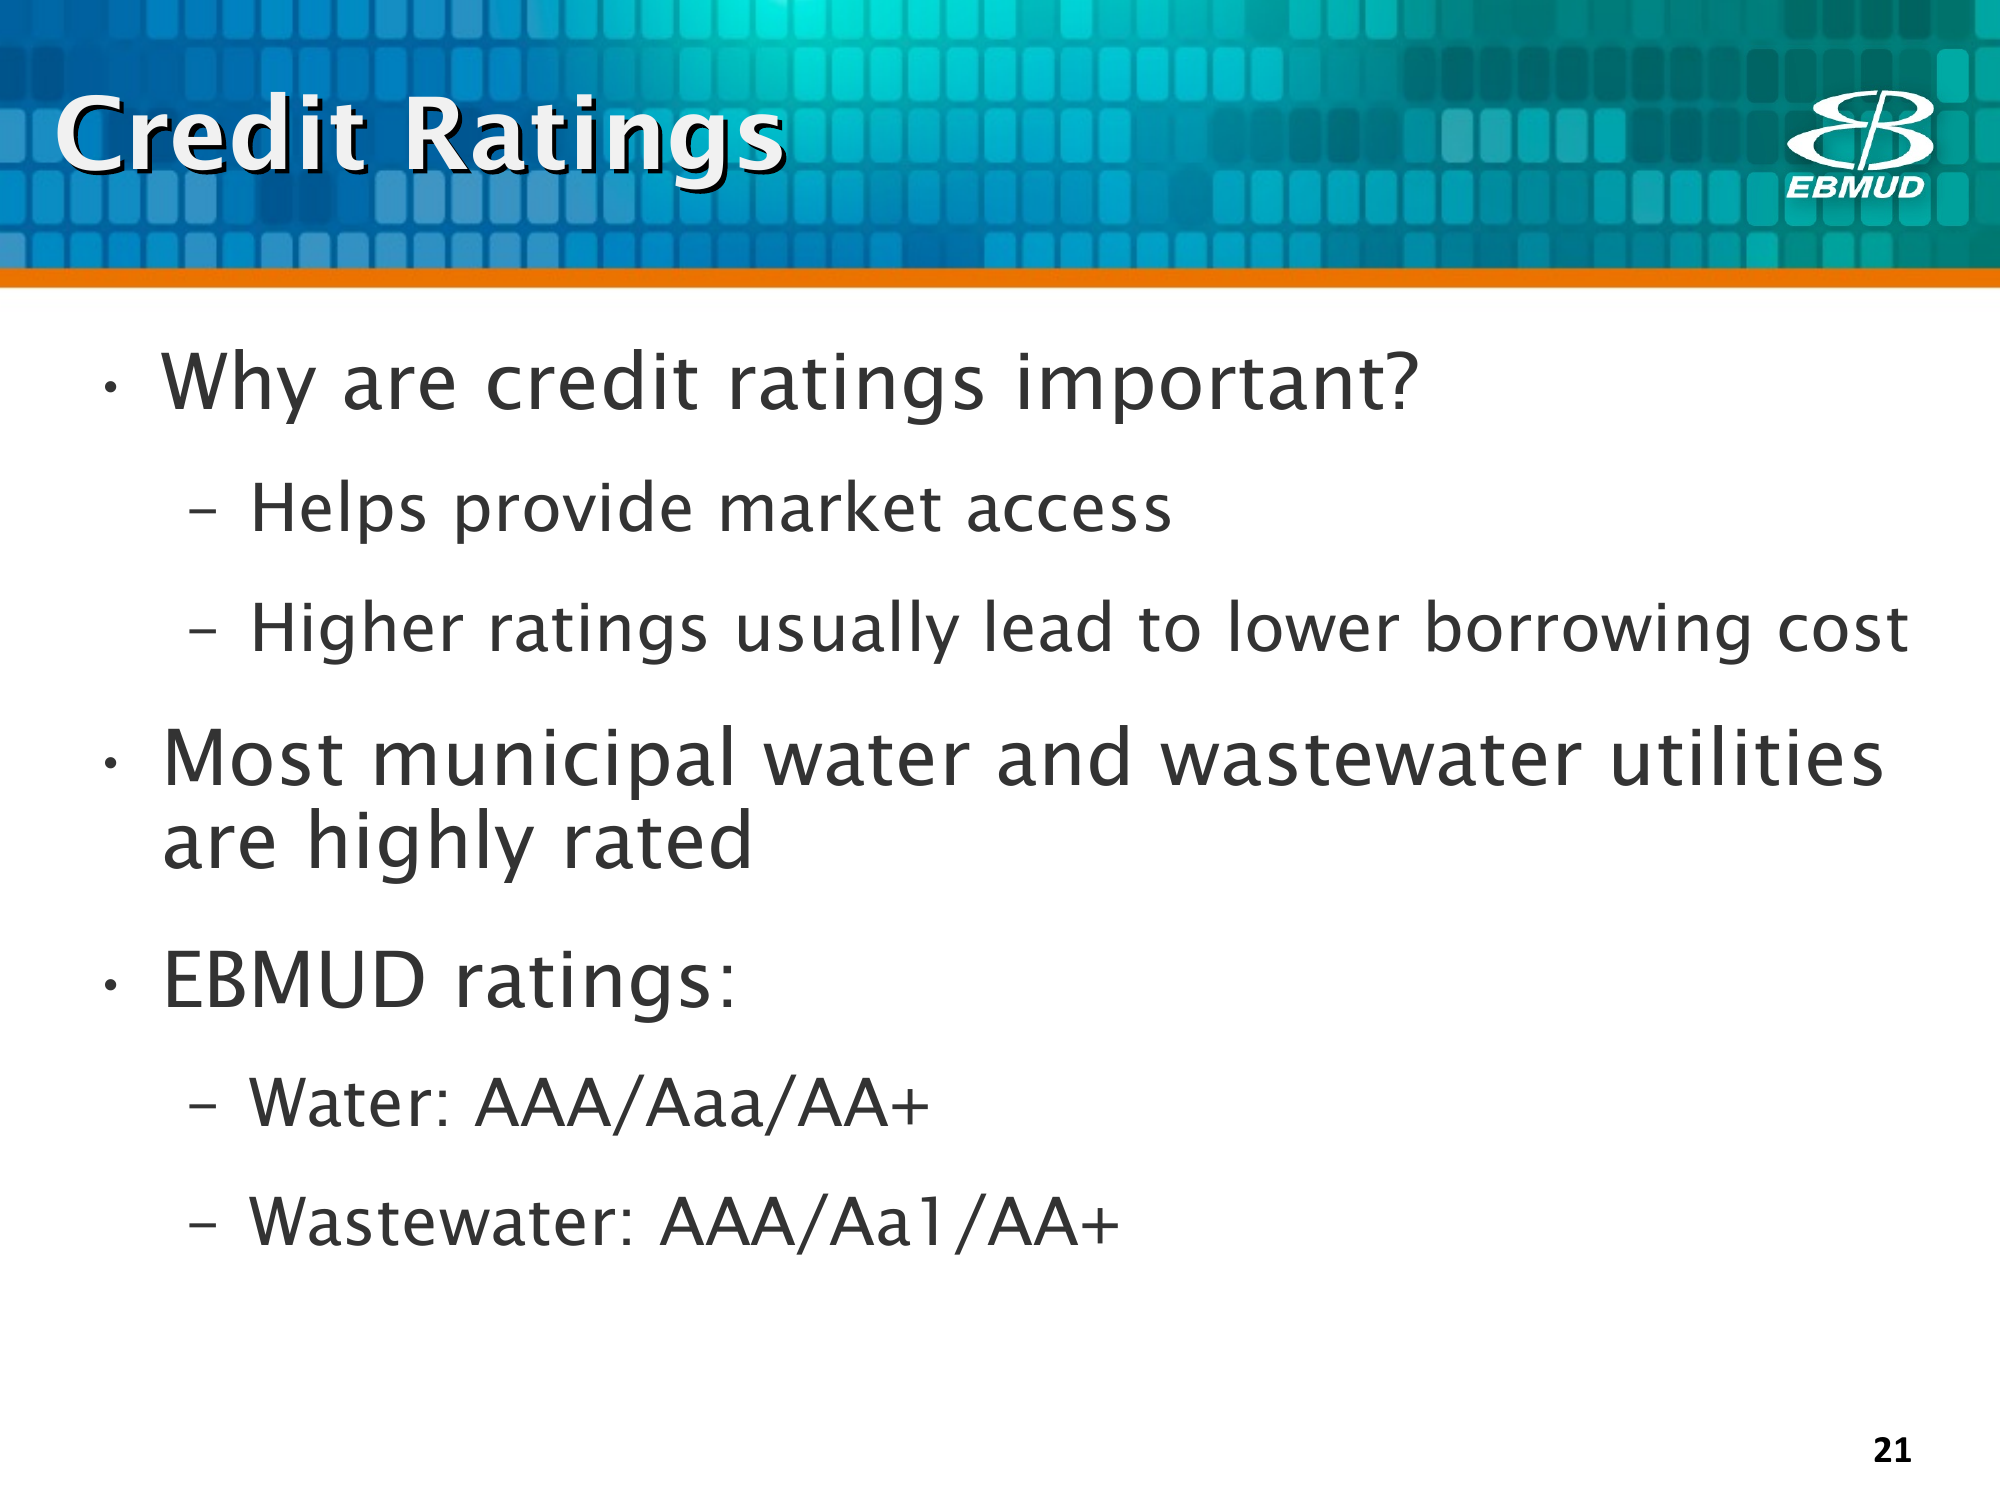 Credit Ratings
EBMUD
• Why are credit ratings important?
– Helps provide market access
– Higher ratings usually lead to lower borrowing cost
• Most municipal water and wastewater utilities
are highly rated
• EBMUD ratings:
– Water: AAA/Aaa/AA+
– Wastewater: AAA/Aa1/AA+
21